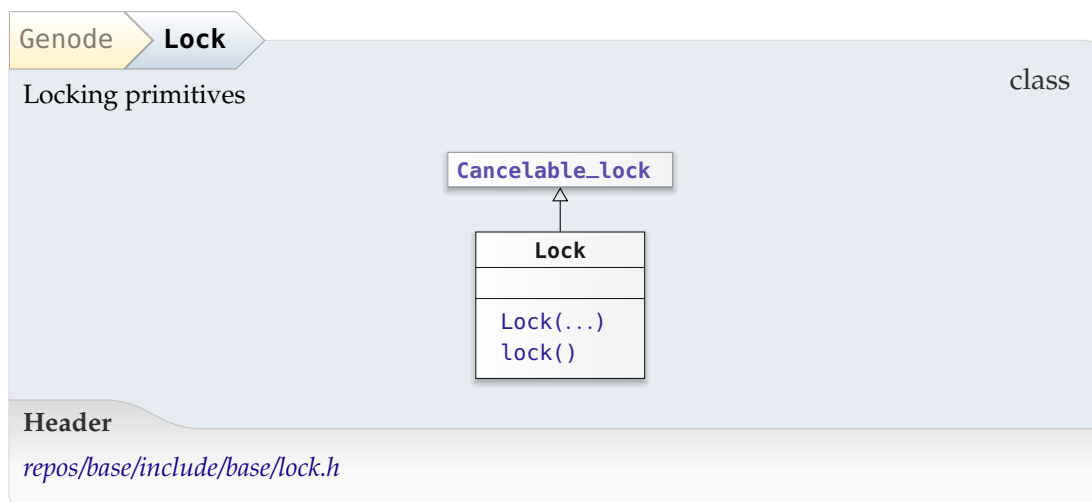 Genode Lock
class
Locking primitives
Cancelable_lock
Lock
Lock(...)
lock()
Header
repos/base/include/base/lock.h